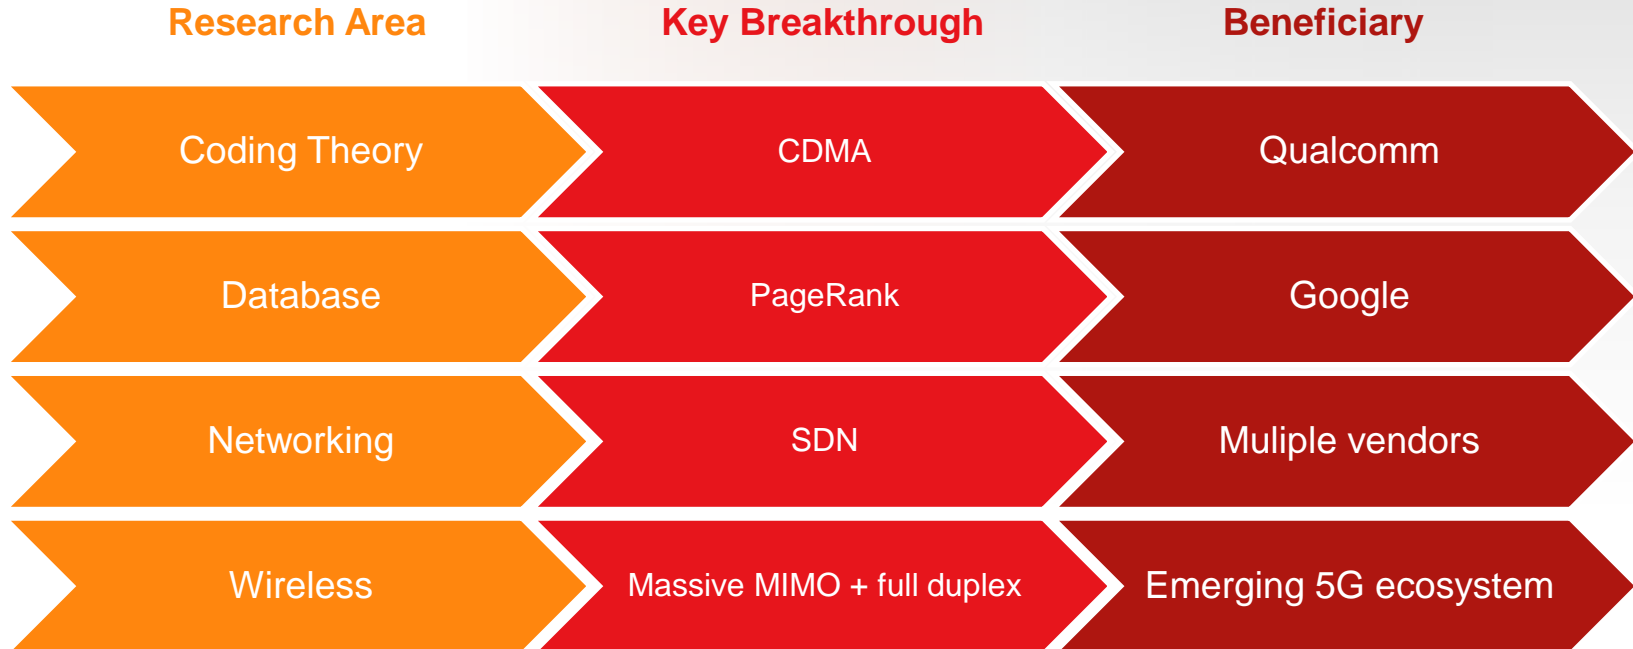 Research Area Key Breakthrough Beneficiary
Coding Theory CDMA Qualcomm
Database PageRank Google
Networking SDN Muliple vendors
Wireless Massive MIMO + full duplex Emerging 5G ecosystem